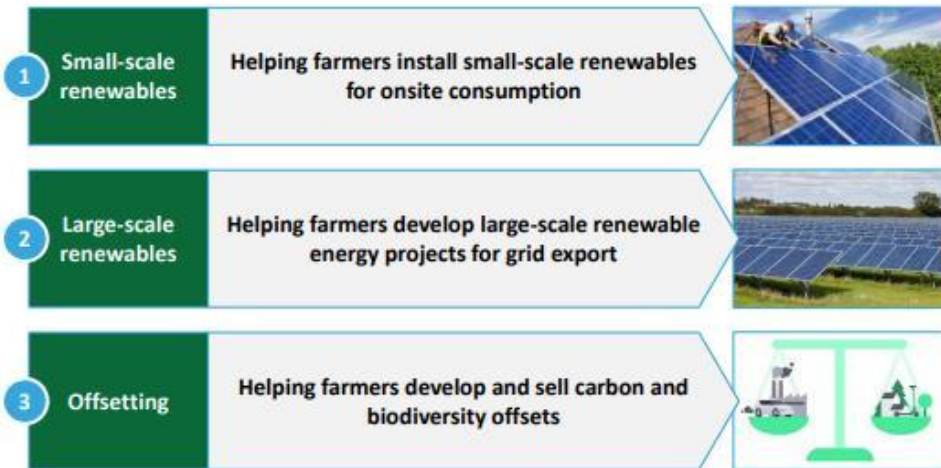 1
Small-scale
renewables
Helping farmers install small-scale renewables
for onsite consumption
2
Large-scale
renewables
Helping farmers develop large-scale renewable
energy projects for grid export
3
Offsetting
Helping farmers develop and sell carbon and
biodiversity offsets